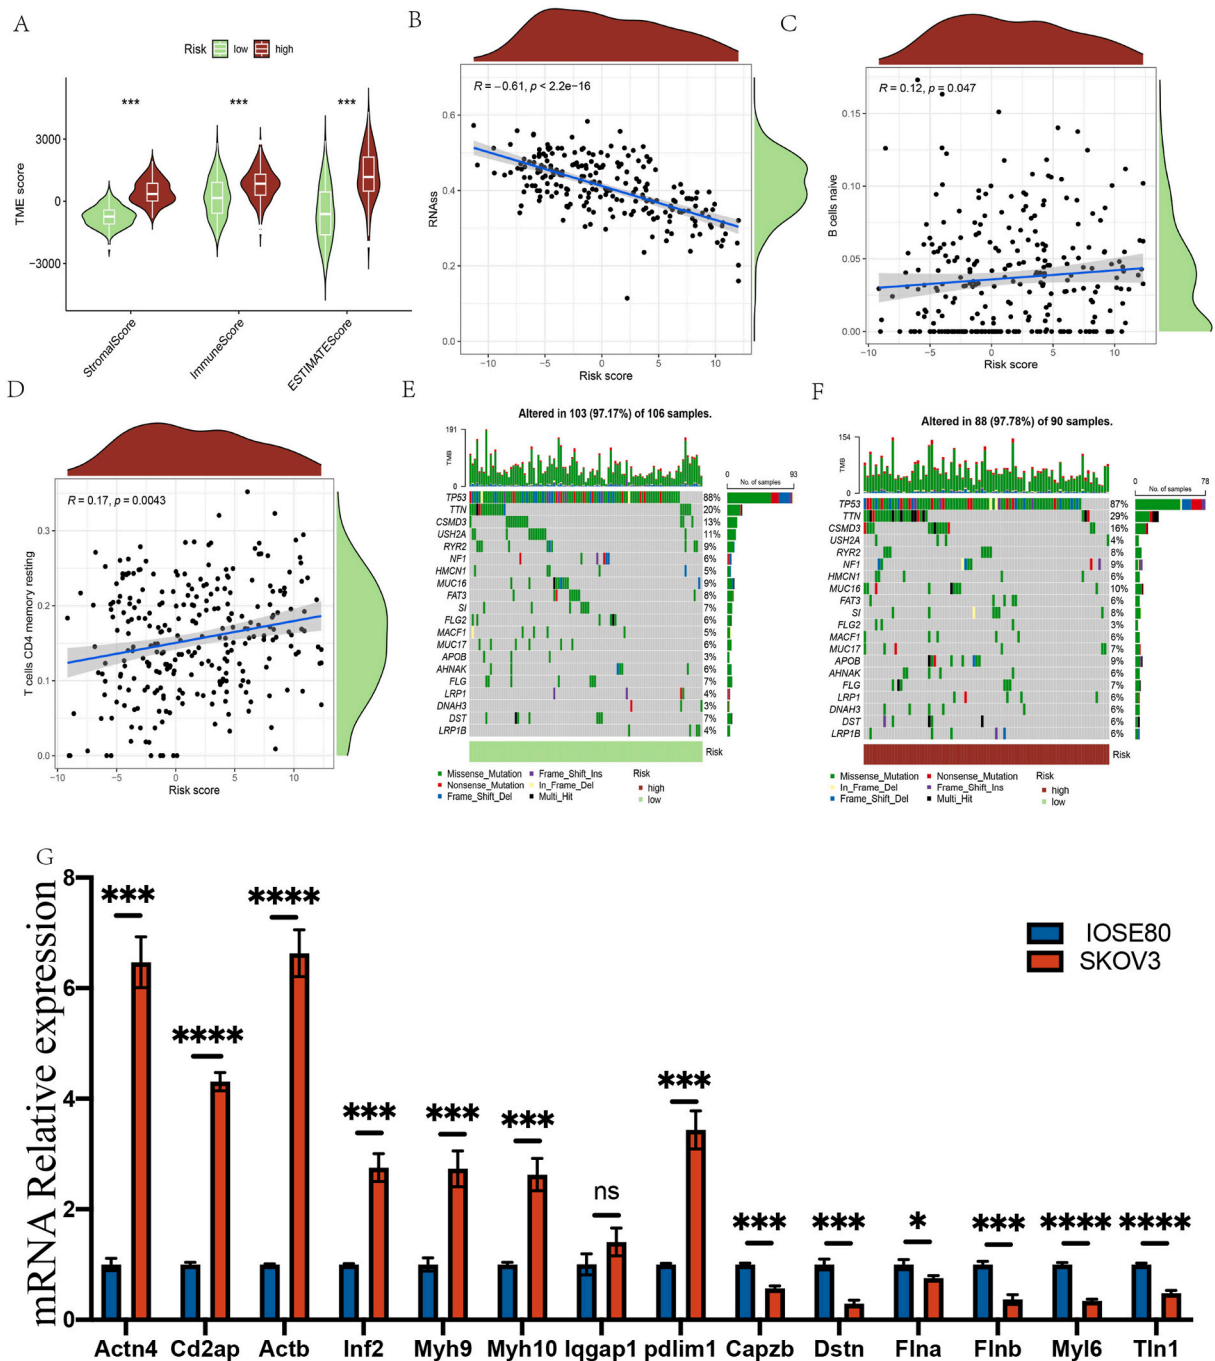 A
Risk low high
TME score
3000
0
−3000
*** *** ***
StromalScore
ImmuneScore
ESTIMATEScore
B
R = −0.61, p < 2.2e−16
RNAss
0.6
0.4
0.2
0.0
−10 −5 0 5 10
Risk score
C
R = 0.12, p = 0.047
B cells naive
0.15
0.10
0.05
0.00
−10 −5 0 5 10
Risk score
D
R = 0.17, p = 0.0043
T cells CD4 memory resting
0.3
0.2
0.1
0.0
−10 −5 0 5 10
Risk score
E
Altered in 103 (97.17%) of 106 samples.
191
TMB
0
0 93
No. of samples
TP53 88%
TTN 20%
CSMD3 13%
USH2A 11%
RYR2 9%
NF1 6%
HMCN1 5%
MUC16 9%
FAT3 8%
SI 7%
FLG2 6%
MACF1 5%
MUC17 6%
APOB 3%
AHNAK 6%
FLG 7%
LRP1 4%
DNAH3 3%
DST 7%
LRP1B 4%
Risk
Missense_Mutation Frame_Shift_Ins Risk
Nonsense_Mutation In_Frame_Del high
Frame_Shift_Del Multi_Hit low
F
Altered in 88 (97.78%) of 90 samples.
154
TMB
0
0 78
No. of samples
TP53 87%
TTN 29%
CSMD3 16%
USH2A 4%
RYR2 8%
NF1 9%
HMCN1 6%
MUC16 10%
FAT3 6%
SI 8%
FLG2 3%
MACF1 6%
MUC17 7%
APOB 9%
AHNAK 6%
FLG 7%
LRP1 6%
DNAH3 6%
DST 6%
LRP1B 6%
Risk
Missense_Mutation Nonsense_Mutation Risk
In_Frame_Del Frame_Shift_Ins high
Frame_Shift_Del Multi_Hit low
G
mRNA Relative expression
8
6
4
2
0
*** **** **** *** *** *** ns *** *** *** * *** **** ****
IOSE80
SKOV3
Actn4 Cd2ap Actb Inf2 Myh9 Myh10 Iqgap1 pdlim1 Capzb Dstn Flna Flnb Myl6 Tln1